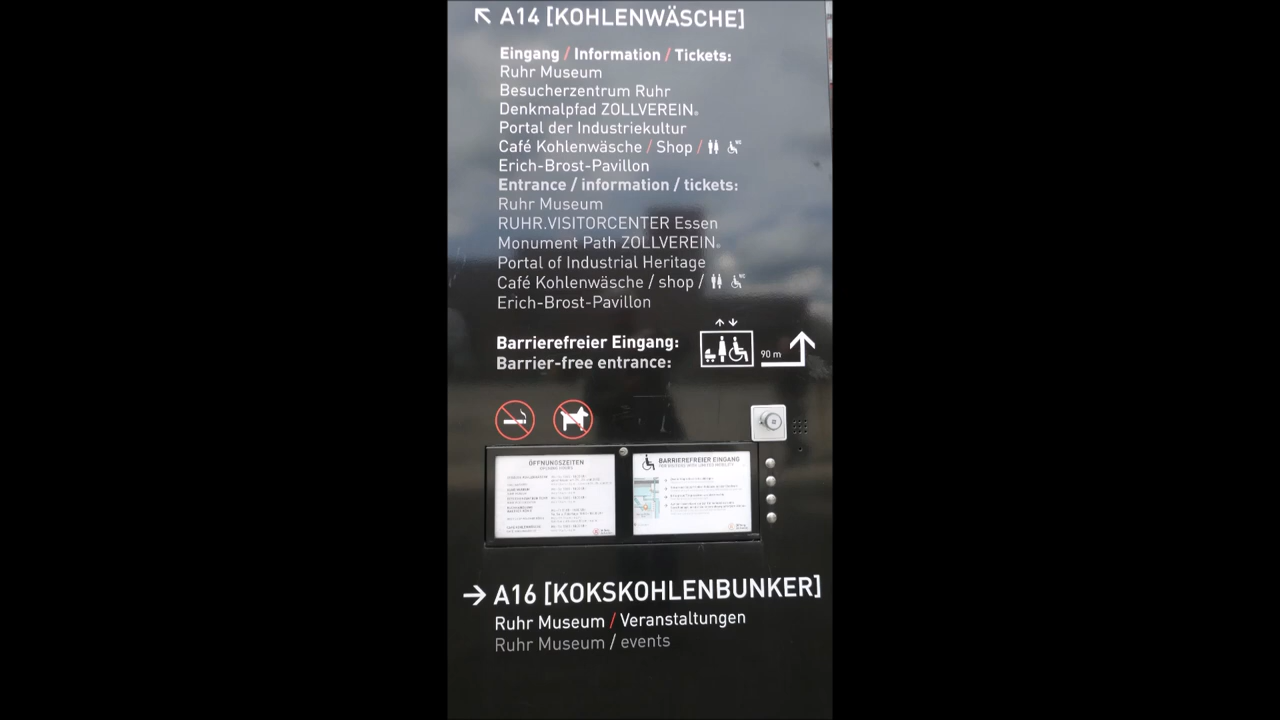 A14 [KOHLENWÄSCHE]
Eingang / Information / Tickets:
Ruhr Museum
Besucherzentrum Ruhr
Denkmalpfad ZOLLVEREIN®
Portal der Industriekultur
Café Kohlenwäsche / Shop /
Erich-Brost-Pavillon
Entrance / information / tickets:
Ruhr Museum
RUHR.VISITORCENTER Essen
Monument Path ZOLLVEREIN®
Portal of Industrial Heritage
Café Kohlenwäsche / shop /
Erich-Brost-Pavillon
Barrierefreier Eingang:
Barrier-free entrance:
90 m
ÖFFNUNGSZEITEN
BARRIEREFREIER EINGANG
A16 [KOKSKOHLENBUNKER]
Ruhr Museum / Veranstaltungen
Ruhr Museum / events